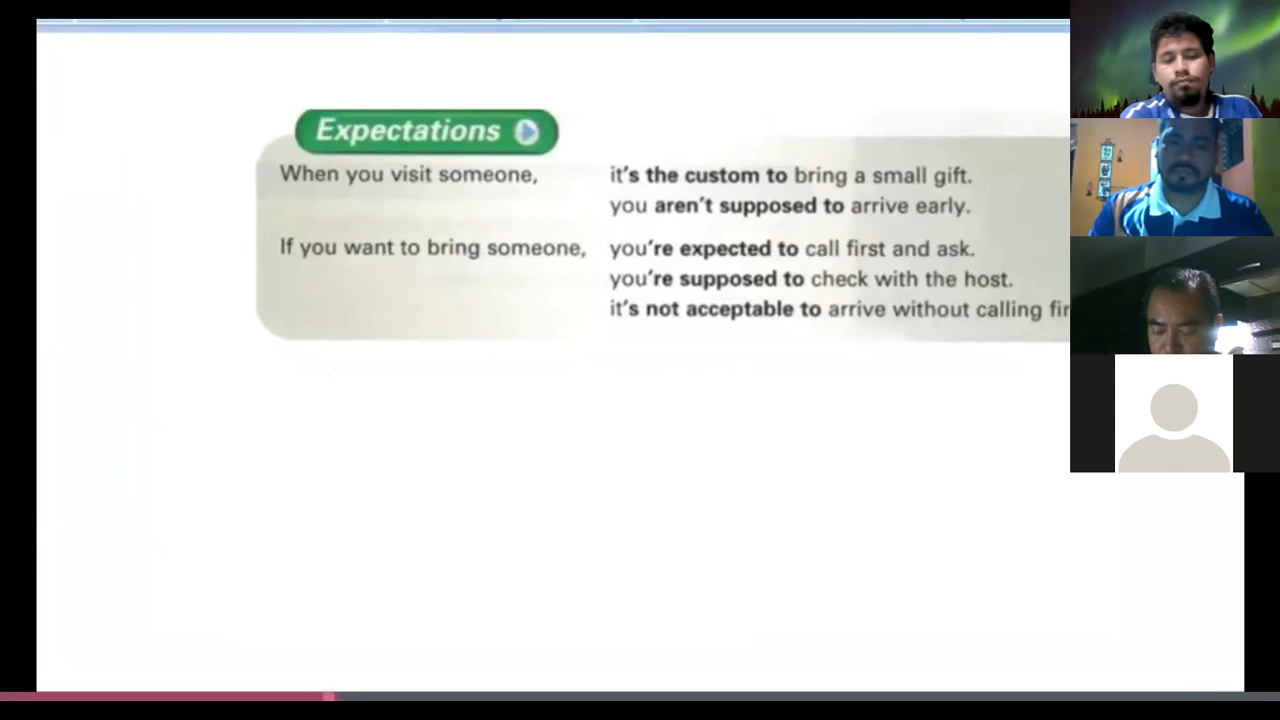 Expectations
When you visit someone, it's the custom to bring a small gift.
you aren't supposed to arrive early.
If you want to bring someone, you're expected to call first and ask.
you're supposed to check with the host.
it's not acceptable to arrive without calling